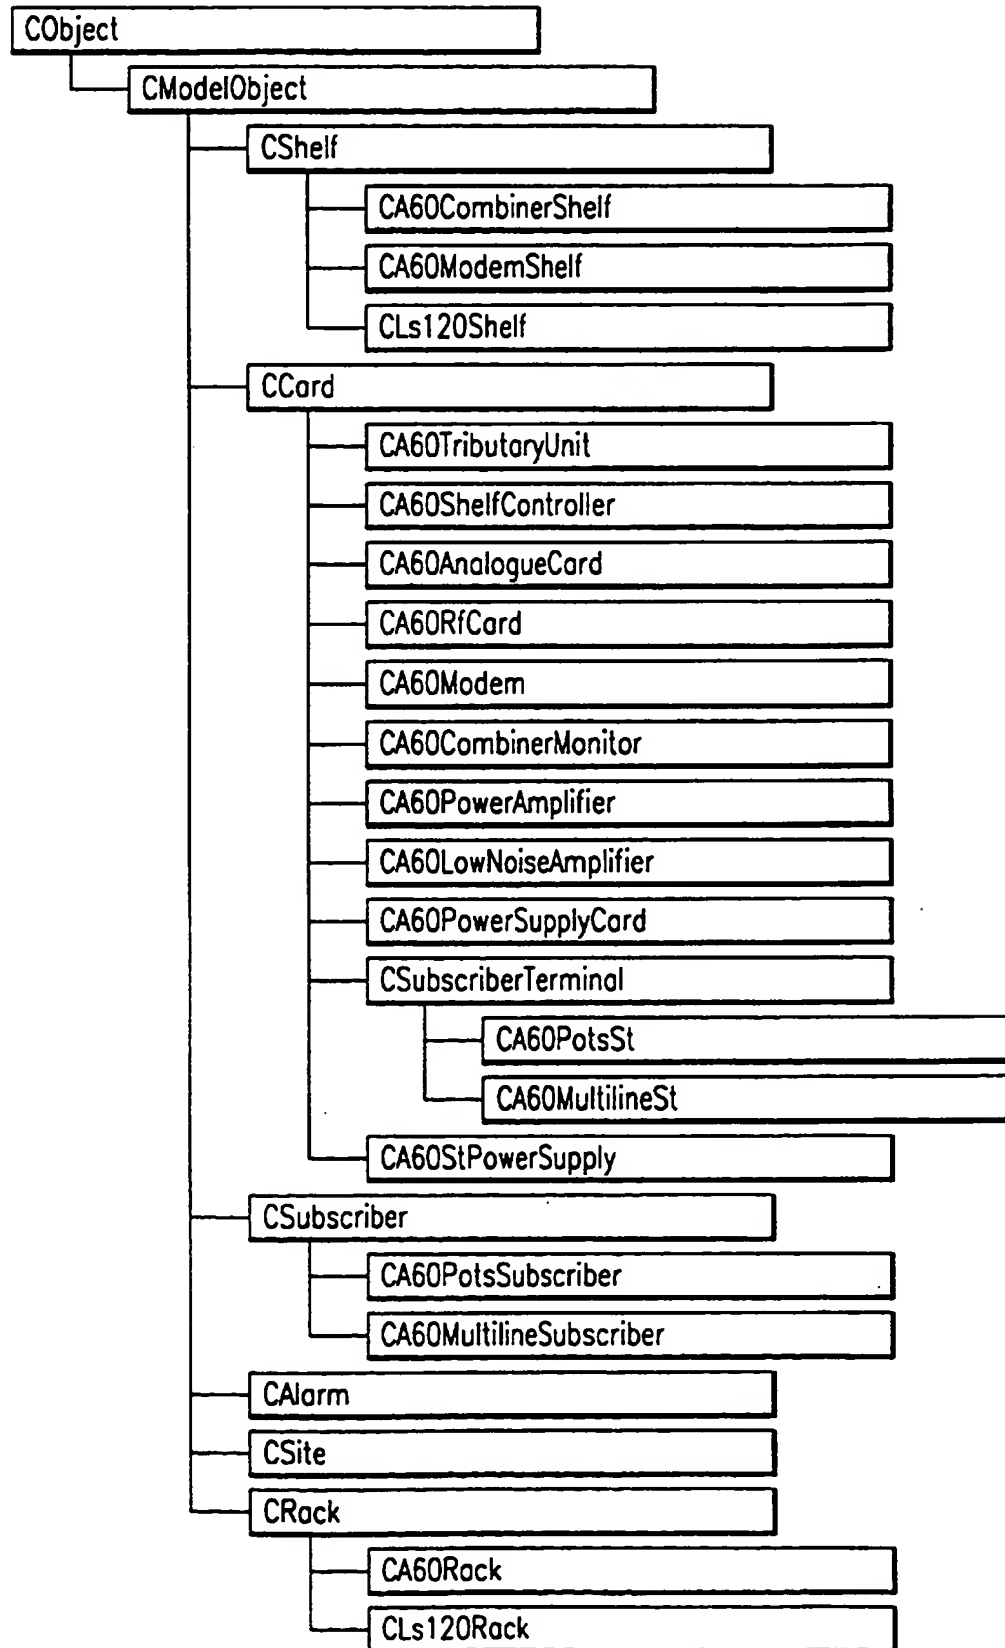 CObject
CModelObject
CShelf
CA60CombinerShelf
CA60ModemShelf
CLs120Shelf
CCard
CA60TributaryUnit
CA60ShelfController
CA60AnalogueCard
CA60RfCard
CA60Modem
CA60CombinerMonitor
CA60PowerAmplifier
CA60LowNoiseAmplifier
CA60PowerSupplyCard
CSubscriberTerminal
CA60PotsSt
CA60MultilineSt
CA60StPowerSupply
CSubscriber
CA60PotsSubscriber
CA60MultilineSubscriber
CAlarm
CSite
CRack
CA60Rack
CLs120Rack